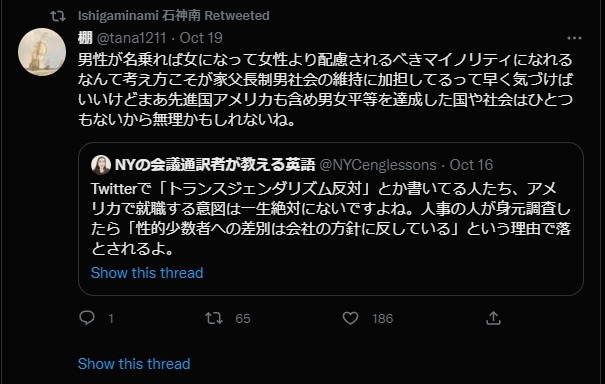 Ishigaminami 石神南 Retweeted
棚 @tana1211 · Oct 19
男性が名乗れば女になって女性より配慮されるべきマイノリティになれる
なんて考え方こそが家父長制男社会の維持に加担してるって早く気づけば
いいけどまあ先進国アメリカも含め男女平等を達成した国や社会はひとつ
もないから無理かもしれないね。
NYの会議通訳者が教える英語 @NYCenglessons · Oct 16
Twitterで「トランスジェンダリズム反対」とか書いてる人たち、アメ
リカで就職する意図は一生絶対にないですよね。人事の人が身元調査し
たら「性的少数者への差別は会社の方針に反している」という理由で落
とされるよ。
Show this thread
1 65 186
Show this thread